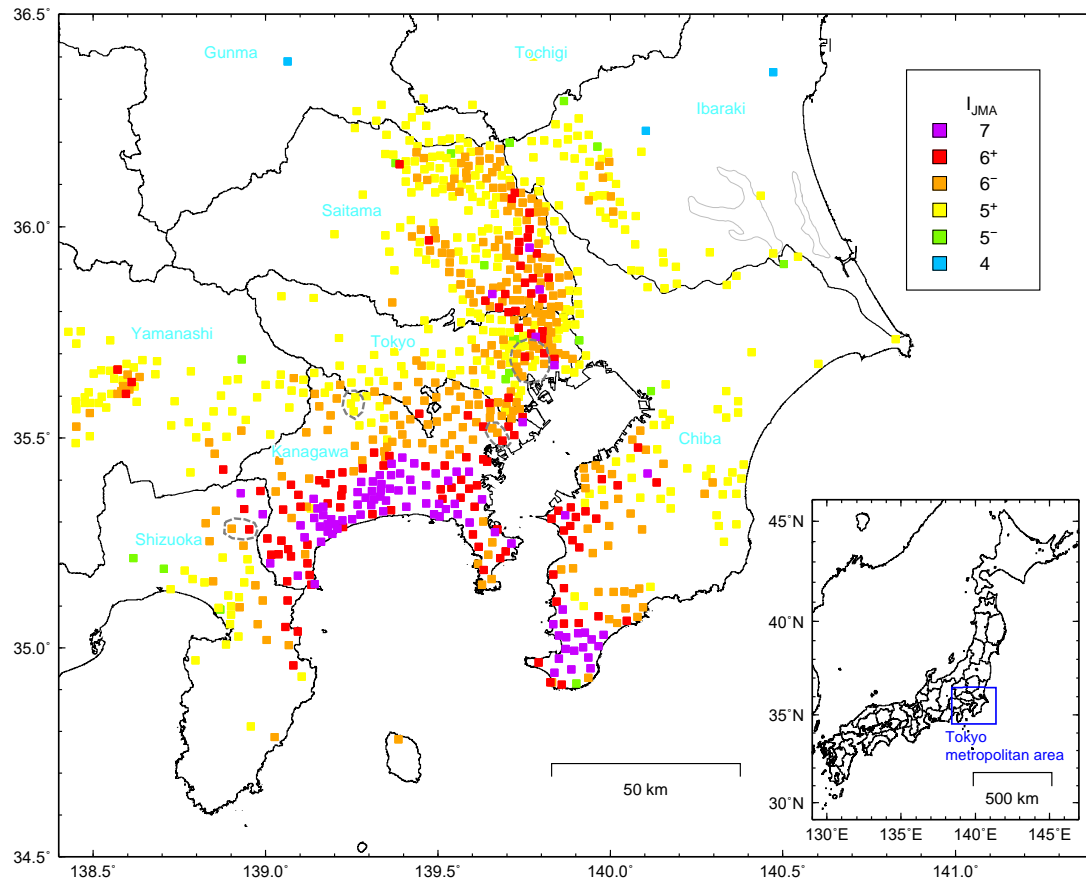 36.5°
36.0°
35.5°
35.0°
34.5°
138.5°
139.0°
139.5°
140.0°
140.5°
141.0°
Gunma
Tochigi
Ibaraki
Saitama
Yamanashi
Tokyo
Kanagawa
Chiba
Shizuoka
I_JMA
7
6⁺
6⁻
5⁺
5⁻
4
50 km
45°N
40°N
35°N
30°N
130°E
135°E
140°E
145°E
Tokyo
metropolitan area
500 km